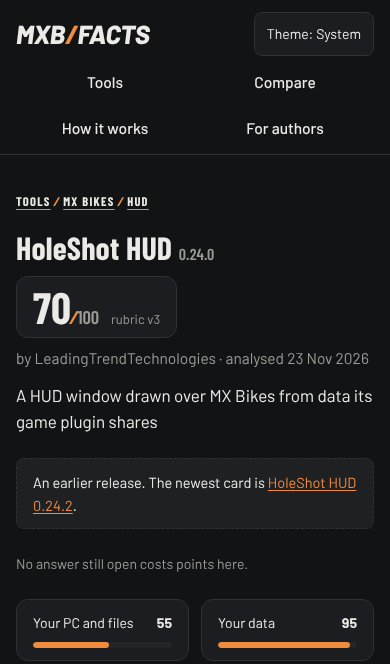 MXB/FACTS
Theme: System
Tools
Compare
How it works
For authors
TOOLS / MX BIKES / HUD
HoleShot HUD 0.24.0
70/100 rubric v3
by LeadingTrendTechnologies · analysed 23 Nov 2026
A HUD window drawn over MX Bikes from data its
game plugin shares
An earlier release. The newest card is HoleShot HUD
0.24.2.
No answer still open costs points here.
Your PC and files 55
Your data 95